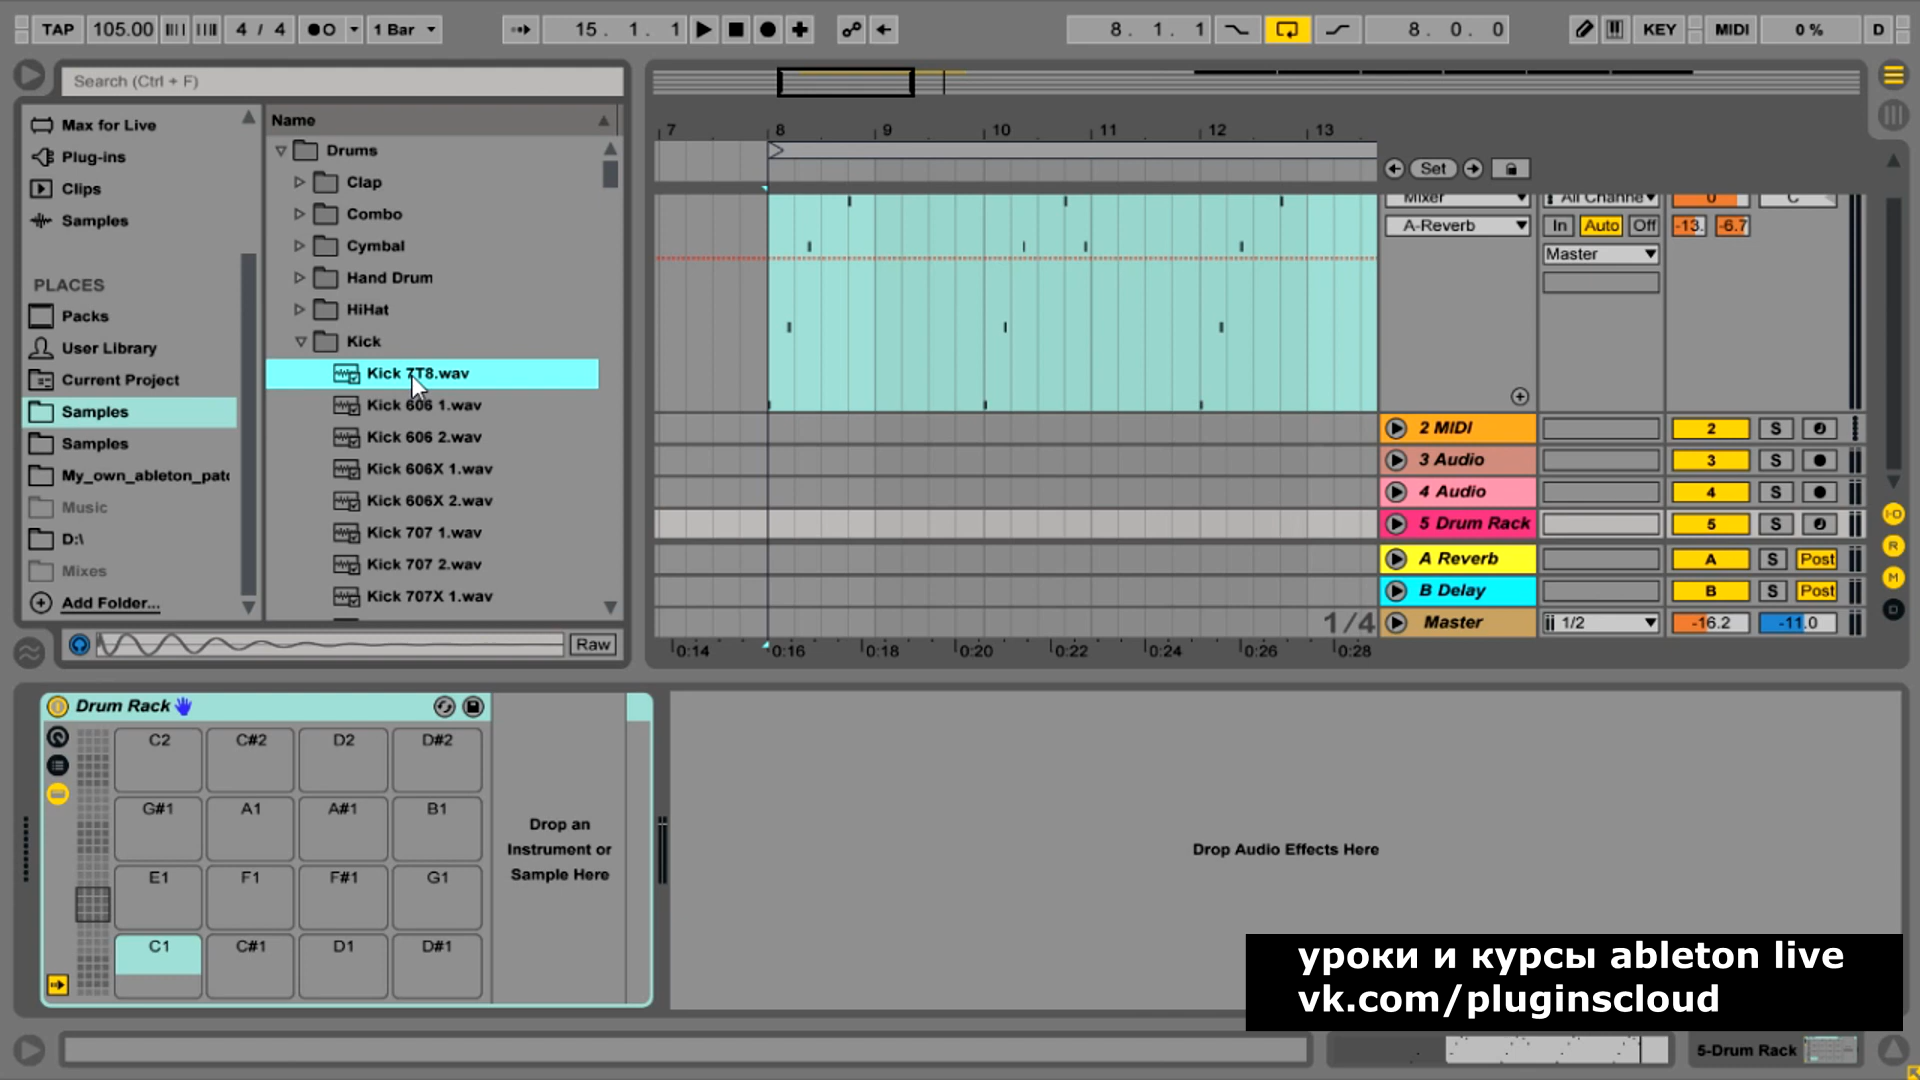 TAP 105.00 4 / 4 1 Bar 15. 1. 1 8. 1. 1 8. 0. 0 KEY MIDI 0 % D
Search (Ctrl + F)
Max for Live
Plug-ins
Clips
Samples
PLACES
Packs
User Library
Current Project
Samples
Samples
My_own_ableton_patc
Music
D:\
Mixes
Add Folder...
Name
Drums
Clap
Combo
Cymbal
Hand Drum
HiHat
Kick
Kick 7T8.wav
Kick 606 1.wav
Kick 606 2.wav
Kick 606X 1.wav
Kick 606X 2.wav
Kick 707 1.wav
Kick 707 2.wav
Kick 707X 1.wav
Raw
7 8 9 10 11 12 13
Set
Mixer All Channe 0 C
A-Reverb In Auto Off -13. -6.7
Master
2 MIDI 2 S
3 Audio 3 S
4 Audio 4 S
5 Drum Rack 5 S
A Reverb A S Post
B Delay B S Post
1/4 Master 1/2 -16.2 -11.0
0:14 0:16 0:18 0:20 0:22 0:24 0:26 0:28
I-O
R
M
D
Drum Rack
C2 C#2 D2 D#2
G#1 A1 A#1 B1
E1 F1 F#1 G1
C1 C#1 D1 D#1
Drop an
Instrument or
Sample Here
Drop Audio Effects Here
уроки и курсы ableton live
vk.com/pluginscloud
5-Drum Rack